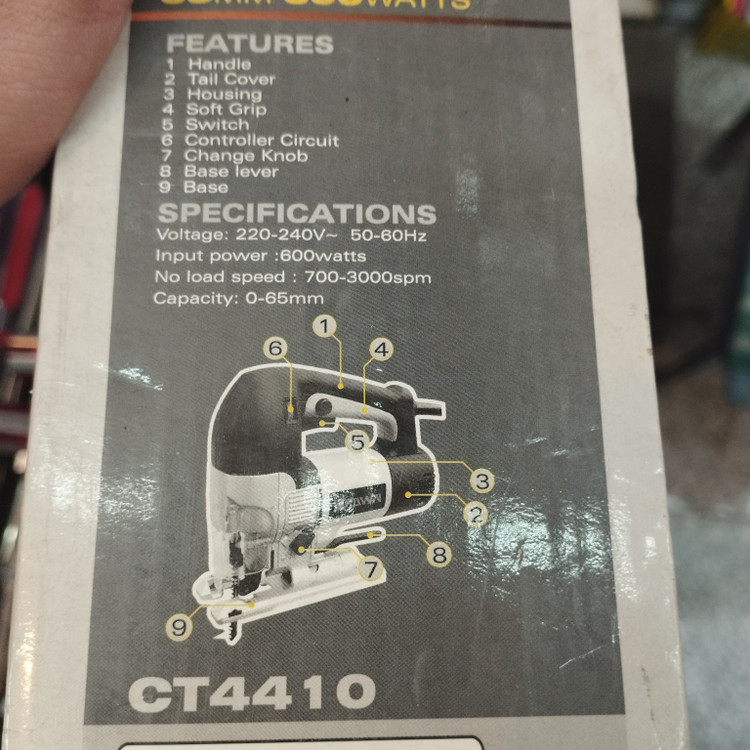 65MM 600WATTS
FEATURES
1 Handle
2 Tail Cover
3 Housing
4 Soft Grip
5 Switch
6 Controller Circuit
7 Change Knob
8 Base lever
9 Base
SPECIFICATIONS
Voltage: 220-240V~ 50-60Hz
Input power :600watts
No load speed : 700-3000spm
Capacity: 0-65mm
1
6
4
5
3
2
8
7
9
CT4410